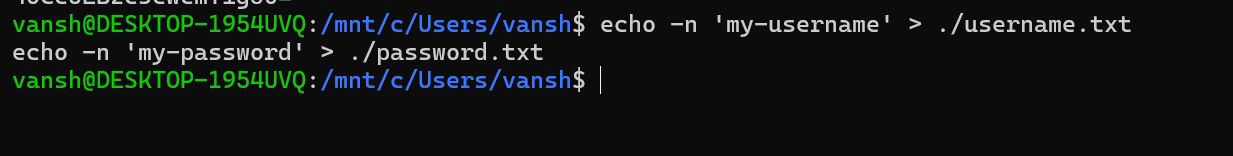 vansh@DESKTOP-1954UVQ:/mnt/c/Users/vansh$ echo -n 'my-username' > ./username.txt
echo -n 'my-password' > ./password.txt
vansh@DESKTOP-1954UVQ:/mnt/c/Users/vansh$